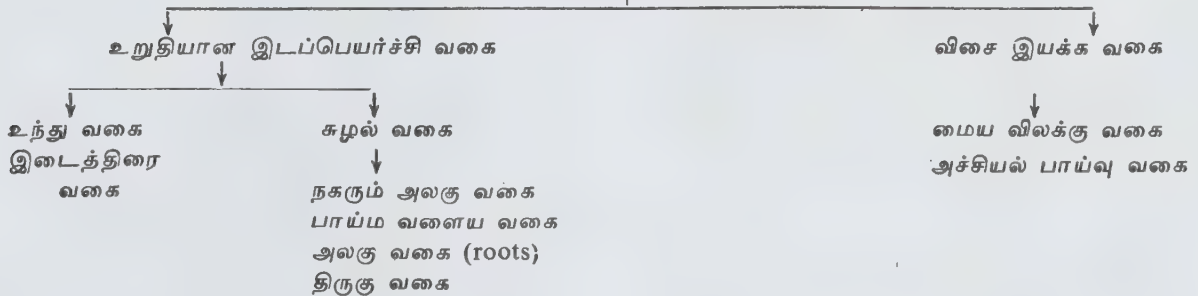 உறுதியான இடப்பெயர்ச்சி வகை
விசை இயக்க வகை
உந்து வகை
இடைத்திரை
வகை
சுழல் வகை
நகரும் அலகு வகை
பாய்ம வளைய வகை
அலகு வகை (roots)
திருகு வகை
மைய விலக்கு வகை
அச்சியல் பாய்வு வகை